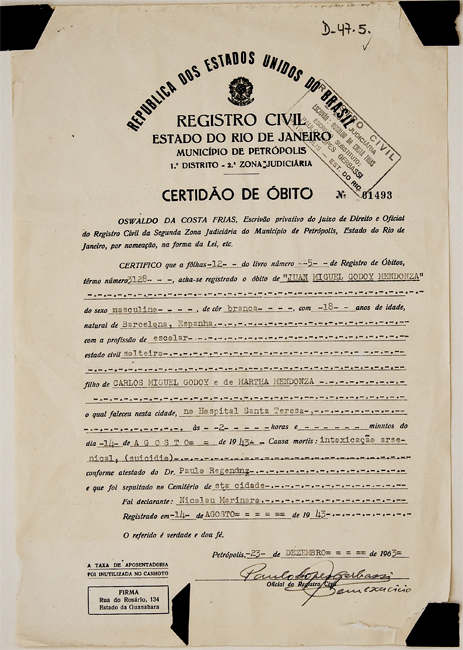 D-47.5.
REPUBLICA DOS ESTADOS UNIDOS DO BRASIL
REGISTRO CIVIL
ESTADO DO RIO DE JANEIRO
MUNICÍPIO DE PETRÓPOLIS
1.º DISTRITO - 2.ª ZONA JUDICIÁRIA
CERTIDÃO DE ÓBITO Nº 01493
OSWALDO DA COSTA FRIAS, Escrivão privativo do juizo de Direito e Oficial
do Registro Civil da Segunda Zona Judiciária do Município de Petrópolis, Estado do Rio de
Janeiro, por nomeação, na forma da Lei, etc.
CERTIFICO que a fôlhas -12- - do livro número --5- - de Registro de Óbitos,
têrmo número 3128- - -, acha-se registrado o óbito de "JUAN MIGUEL GODOY MENDONZA"
do sexo masculino- - - -, de côr branca- - - -, com -18- - anos de idade,
natural de Barcelona, Espanha
com a profissão de escolar
estado civil solteiro
filho de CARLOS MIGUEL GODOY e de MARTHA MENDONZA
o qual faleceu nesta cidade, no Hospital Santa Teresa
às -2- - - - horas e - - - - - - minutos do
dia -14- de A G O S T O = = de 1943- - Causa mortis: intoxicação arse-
nical, (suicidio)
conforme atestado do Dr. Paulo
e que foi sepultado no Cemitério de sta cidade
Foi declarante: Nicolau Marinara
Registrado em -14- de AGOSTO= = = = = de 1943-
O referido é verdade e dou fé.
Petrópolis, -23- de DEZEMBRO= = = = de 1963=
A TAXA DE APOSENTADORIA
FOI INUTILIZADA NO CANHOTO
Oficial do Registro Civil
FIRMA
Rua do Rosário, 134
Estado da Guanabara